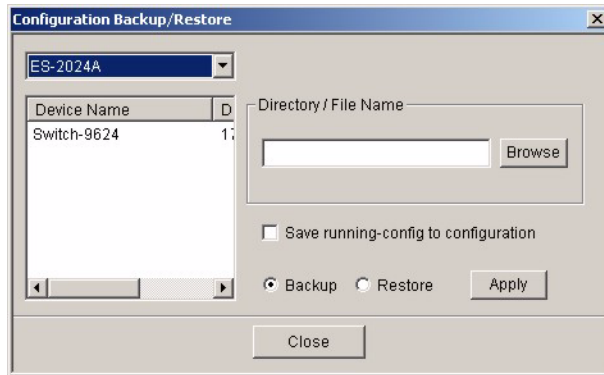 Configuration Backup/Restore
ES-2024A
Device Name D
Switch-9624 17
Directory / File Name
Browse
Save running-config to configuration
Backup Restore Apply
Close